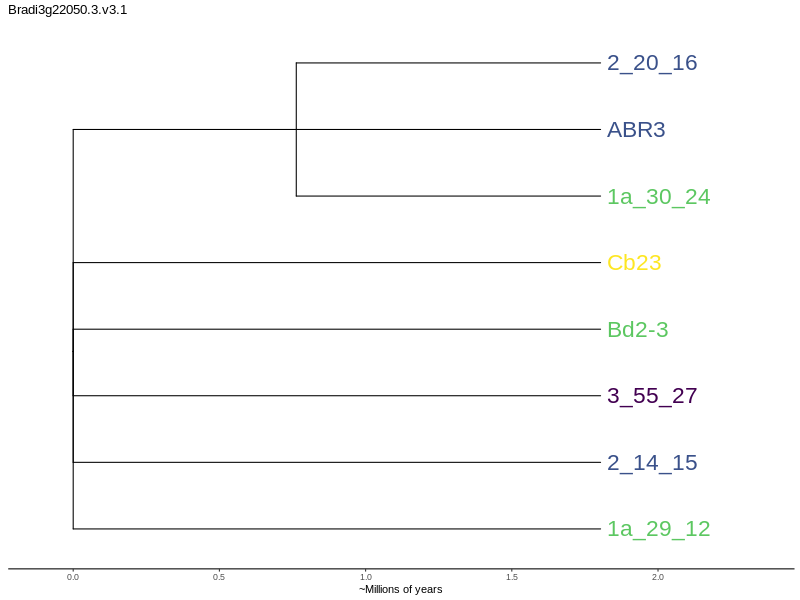 Bradi3g22050.3.v3.1
2_20_16
ABR3
1a_30_24
Cb23
Bd2-3
3_55_27
2_14_15
1a_29_12
0.0 0.5 1.0 1.5 2.0
~Millions of years